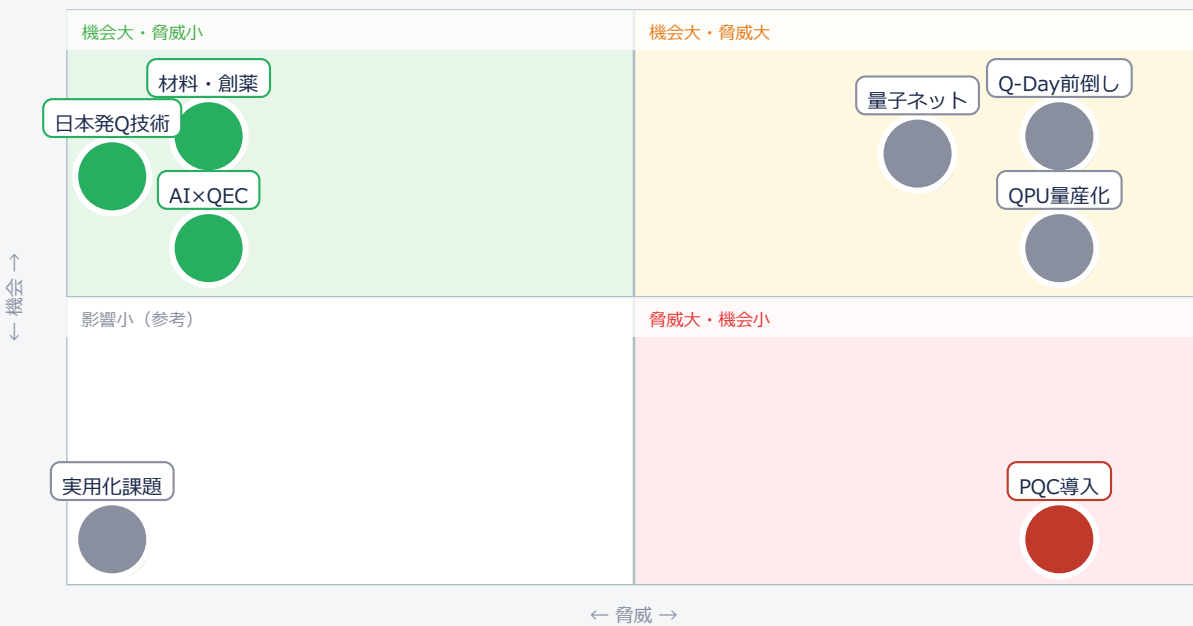 機会大・脅威小
機会大・脅威大
材料・創薬
日本発Q技術
AI×QEC
量子ネット
Q-Day前倒し
QPU量産化
← 機会 →
影響小（参考）
脅威大・機会小
実用化課題
PQC導入
← 脅威 →